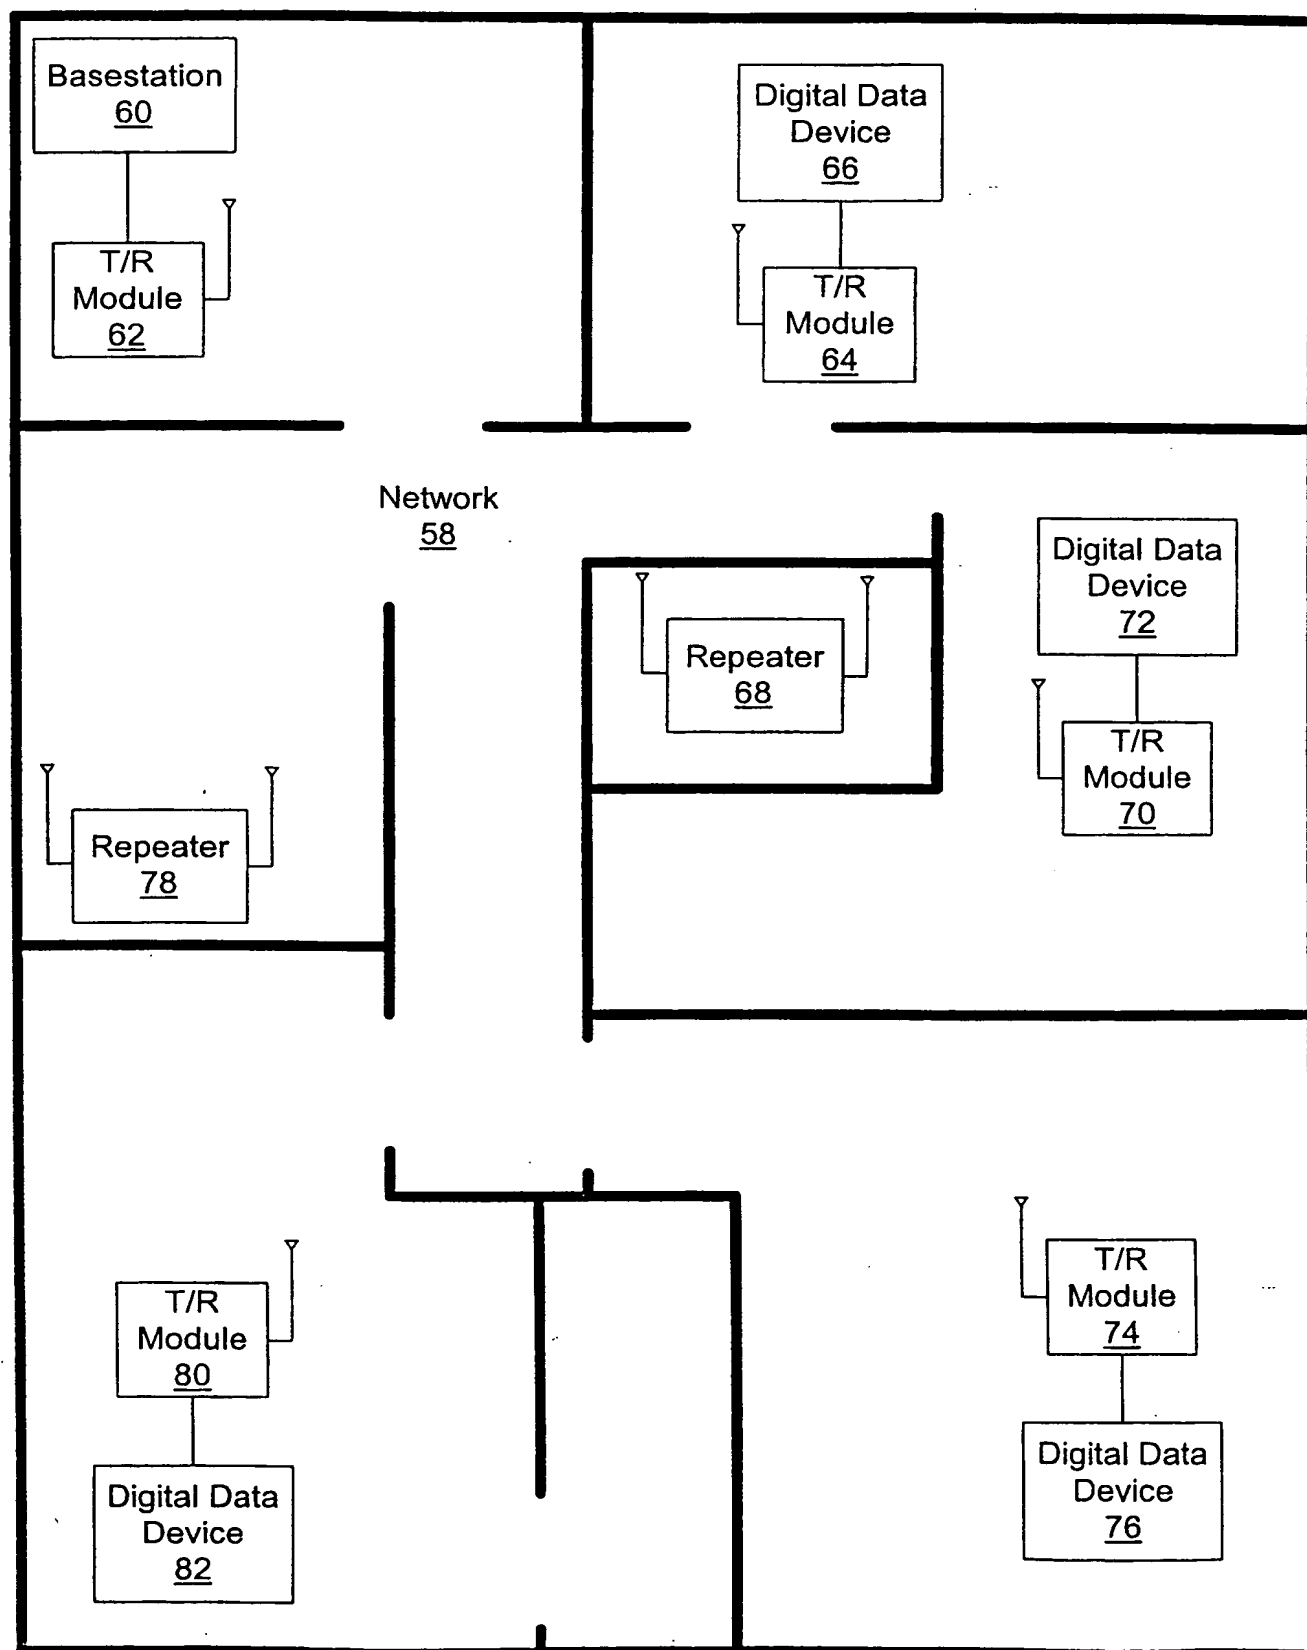 Basestation
60
T/R
Module
62
Digital Data
Device
66
T/R
Module
64
Network
58
Digital Data
Device
72
T/R
Module
70
Repeater
68
Repeater
78
T/R
Module
80
Digital Data
Device
82
T/R
Module
74
Digital Data
Device
76